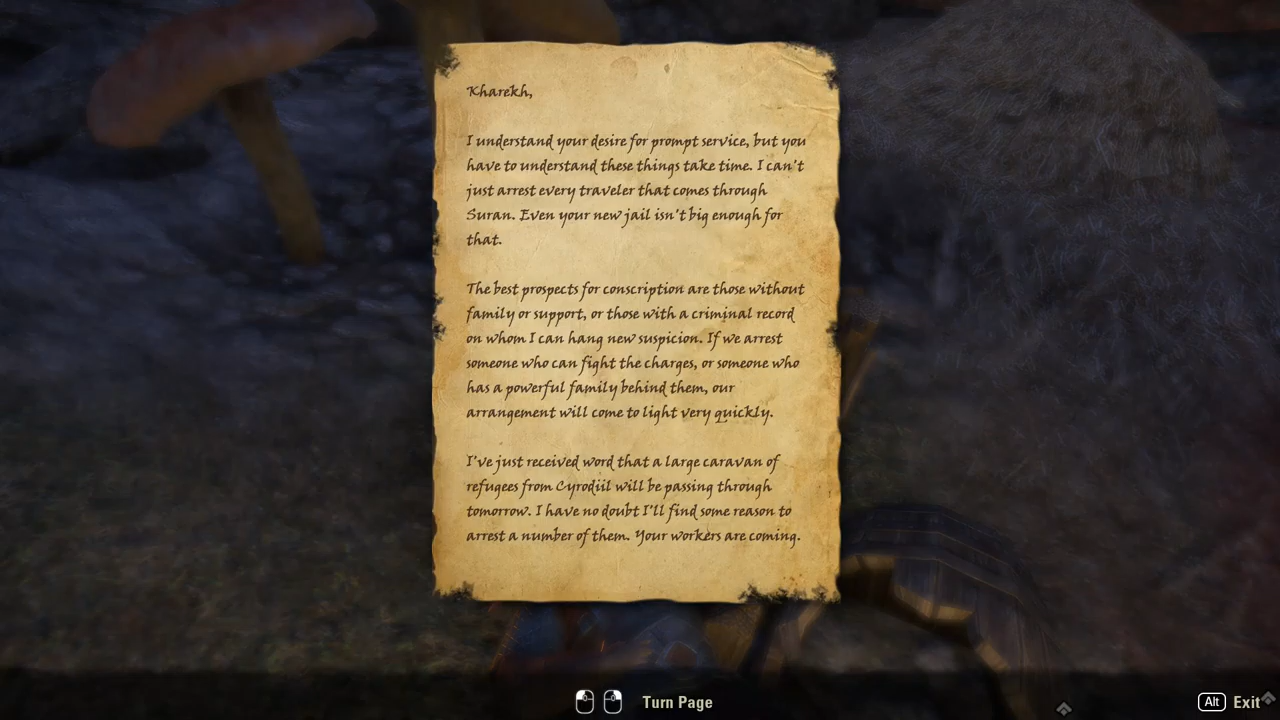 Kharekh,
I understand your desire for prompt service, but you
have to understand these things take time. I can't
just arrest every traveler that comes through
Suran. Even your new jail isn't big enough for
that.
The best prospects for conscription are those without
family or support, or those with a criminal record
on whom I can hang new suspicion. If we arrest
someone who can fight the charges, or someone who
has a powerful family behind them, our
arrangement will come to light very quickly.
I've just received word that a large caravan of
refugees from Cyrodiil will be passing through
tomorrow. I have no doubt I'll find some reason to
arrest a number of them. Your workers are coming.
Turn Page
Alt Exit